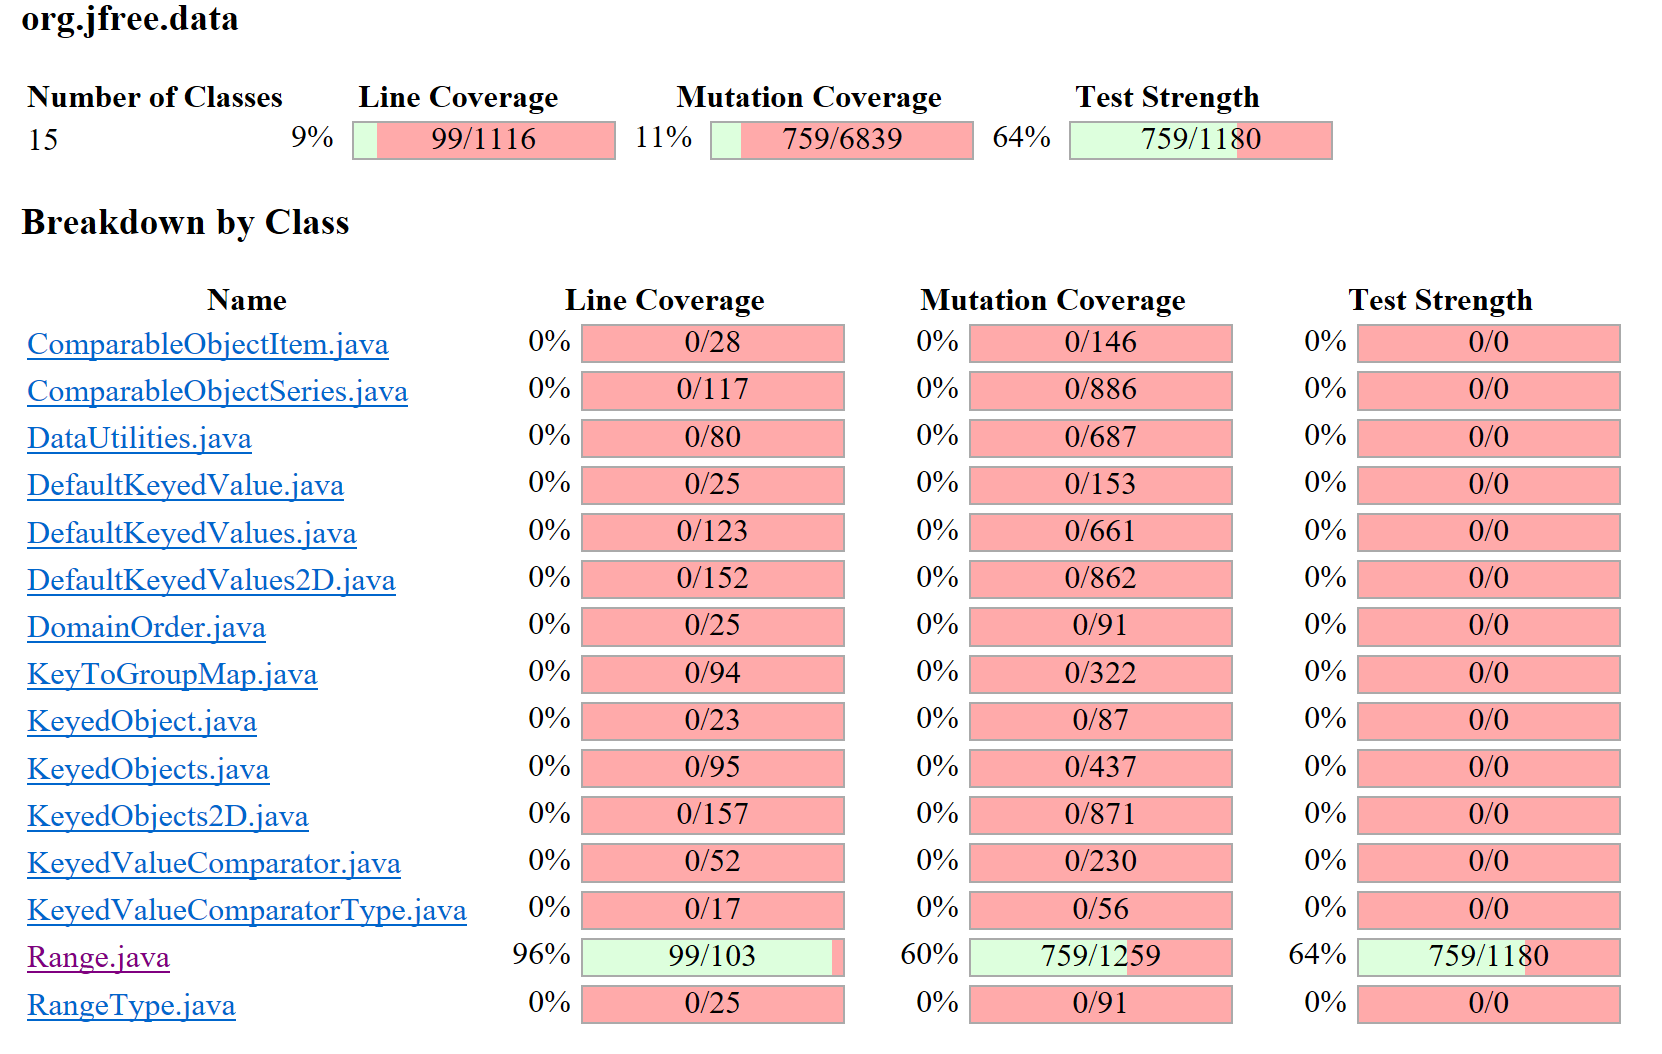 org.jfree.data
Number of Classes Line Coverage Mutation Coverage Test Strength
15 9% 99/1116 11% 759/6839 64% 759/1180
Breakdown by Class
Name Line Coverage Mutation Coverage Test Strength
ComparableObjectItem.java 0% 0/28 0% 0/146 0% 0/0
ComparableObjectSeries.java 0% 0/117 0% 0/886 0% 0/0
DataUtilities.java 0% 0/80 0% 0/687 0% 0/0
DefaultKeyedValue.java 0% 0/25 0% 0/153 0% 0/0
DefaultKeyedValues.java 0% 0/123 0% 0/661 0% 0/0
DefaultKeyedValues2D.java 0% 0/152 0% 0/862 0% 0/0
DomainOrder.java 0% 0/25 0% 0/91 0% 0/0
KeyToGroupMap.java 0% 0/94 0% 0/322 0% 0/0
KeyedObject.java 0% 0/23 0% 0/87 0% 0/0
KeyedObjects.java 0% 0/95 0% 0/437 0% 0/0
KeyedObjects2D.java 0% 0/157 0% 0/871 0% 0/0
KeyedValueComparator.java 0% 0/52 0% 0/230 0% 0/0
KeyedValueComparatorType.java 0% 0/17 0% 0/56 0% 0/0
Range.java 96% 99/103 60% 759/1259 64% 759/1180
RangeType.java 0% 0/25 0% 0/91 0% 0/0